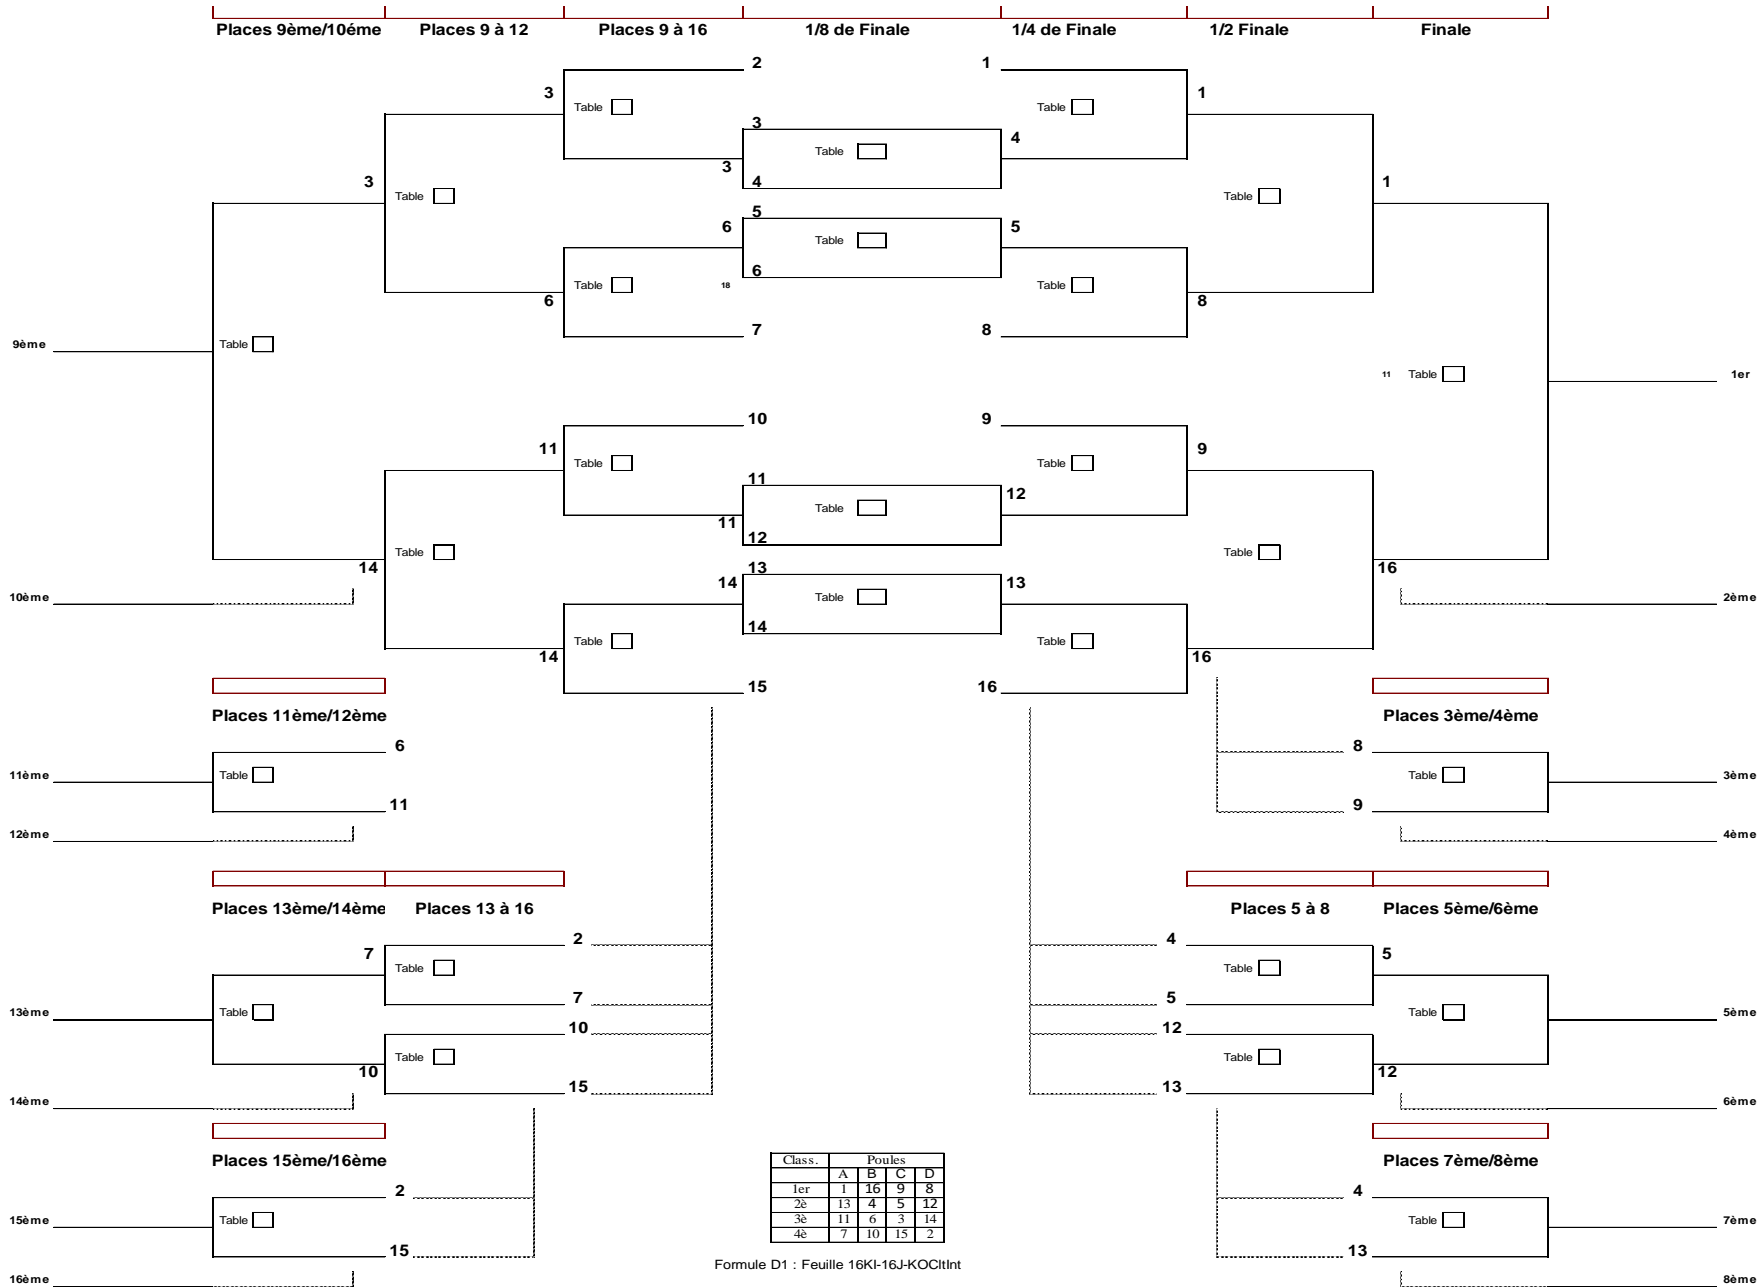 Places 9ème/10éme Places 9 à 12 Places 9 à 16 1/8 de Finale 1/4 de Finale 1/2 Finale Finale
2 1
3 1
Table Table
3 4
Table
3
3 4 1
Table Table
5
6 5
Table
6
Table 18 Table
6 8
7 8
9ème Table
11 Table 1er
10 9
11 9
Table Table
11
12
Table
11
12
Table Table
14 13 16
14 13
10ème Table 2ème
14
Table Table
14 16
15 16
Places 11ème/12ème Places 3ème/4ème
6 8
11ème Table Table 3ème
11 9
12ème 4ème
Places 13ème/14ème Places 13 à 16 Places 5 à 8 Places 5ème/6ème
2 4
7 5
Table Table
7 5
13ème Table Table 5ème
10 12
Table Table
10 12
15 13
14ème 6ème
Places 15ème/16ème Places 7ème/8ème
Class. Poules
A B C D
1er 1 16 9 8
2è 13 4 5 12
3è 11 6 3 14
4è 7 10 15 2
2 4
15ème Table Table 7ème
15 13
Formule D1 : Feuille 16KI-16J-KOCltInt
16ème 8ème